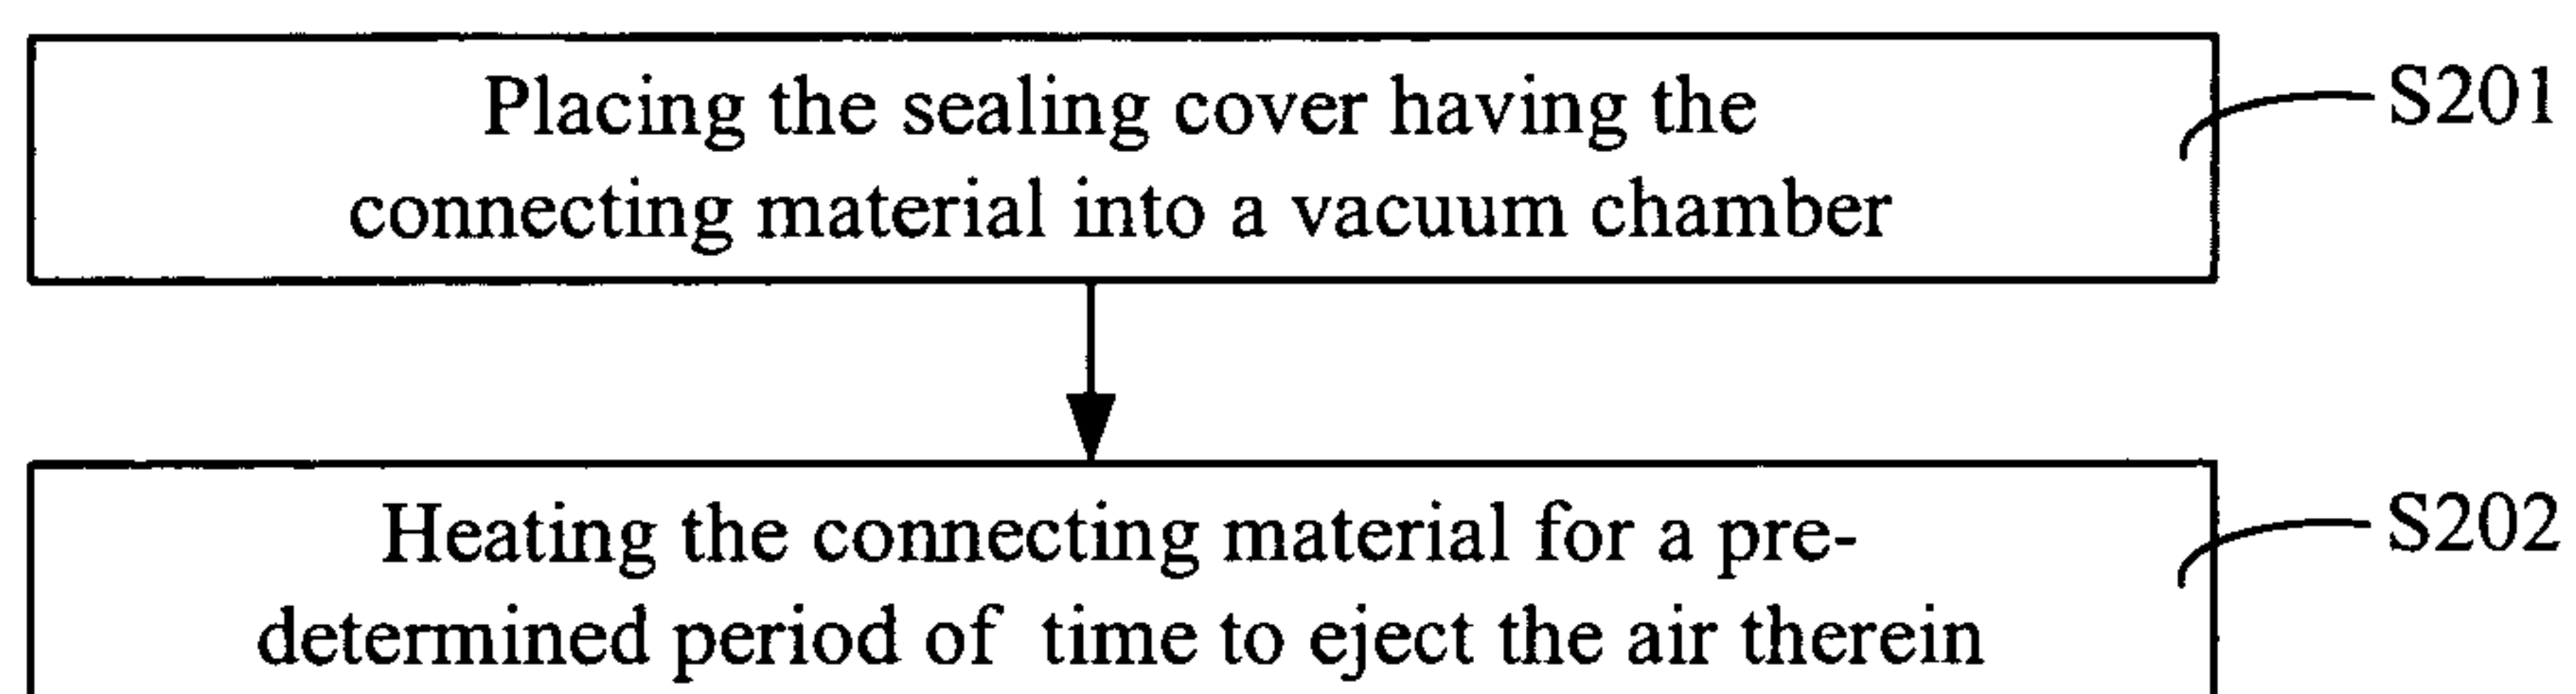 Placing the sealing cover having the
connecting material into a vacuum chamber
S201
Heating the connecting material for a pre-
determined period of time to eject the air therein
S202